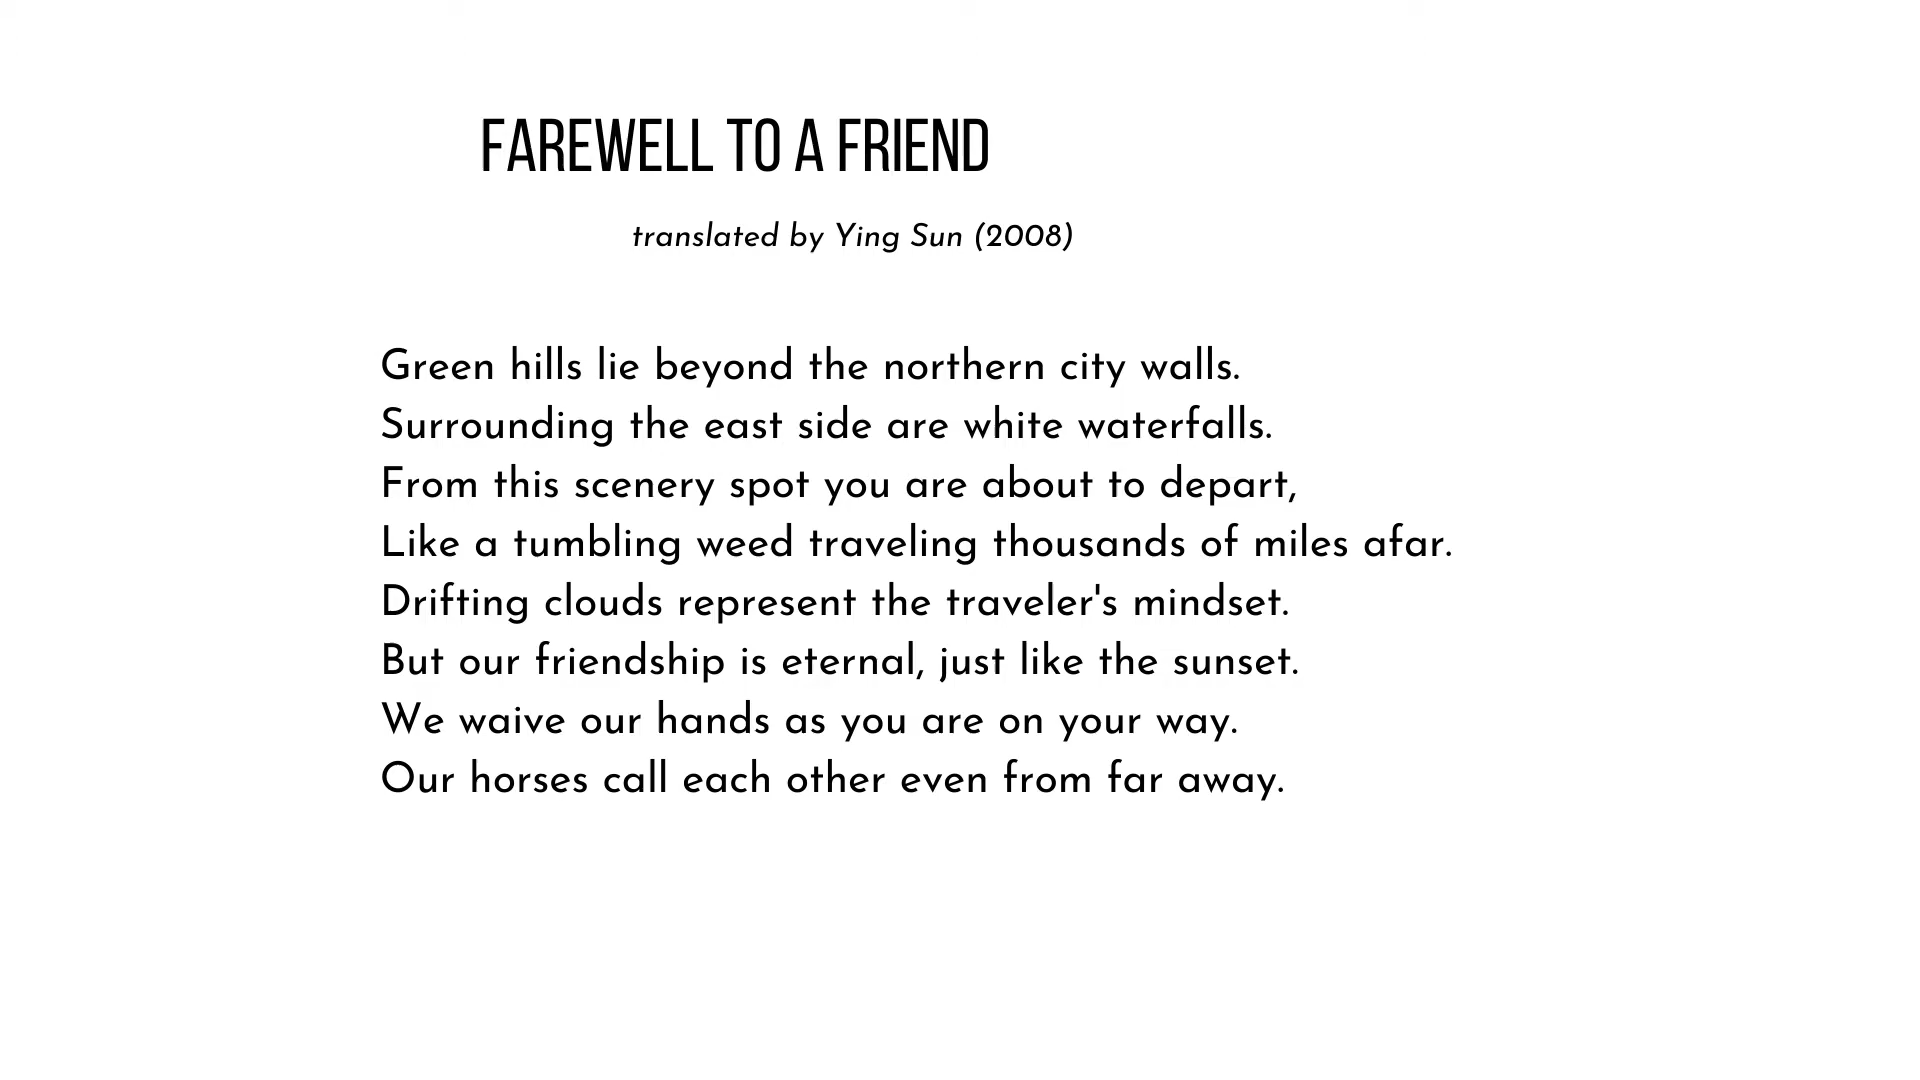 FAREWELL TO A FRIEND
translated by Ying Sun (2008)
Green hills lie beyond the northern city walls.
Surrounding the east side are white waterfalls.
From this scenery spot you are about to depart,
Like a tumbling weed traveling thousands of miles afar.
Drifting clouds represent the traveler's mindset.
But our friendship is eternal, just like the sunset.
We waive our hands as you are on your way.
Our horses call each other even from far away.